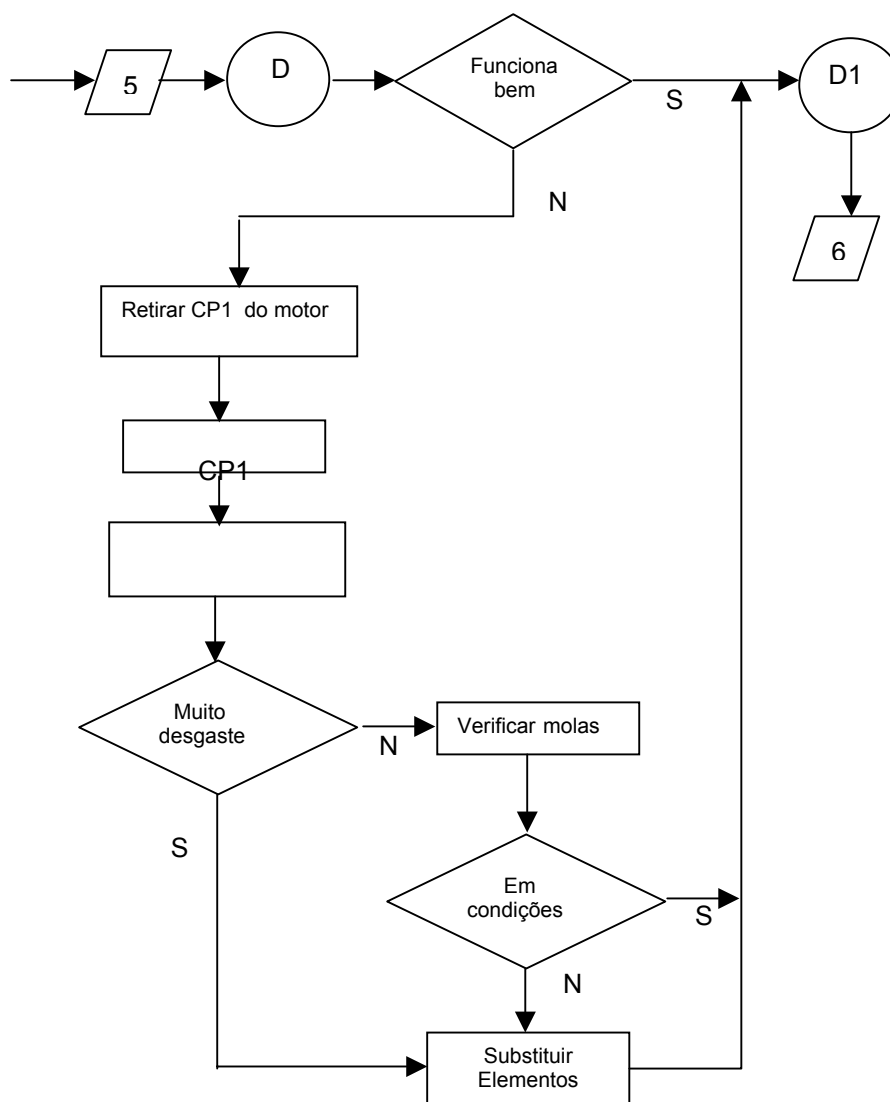 5
D
Funciona
bem
S
D1
N
6
Retirar CP1 do motor
CP1
Muito
desgaste
N
Verificar molas
S
Em
condições
S
N
Substituir
Elementos